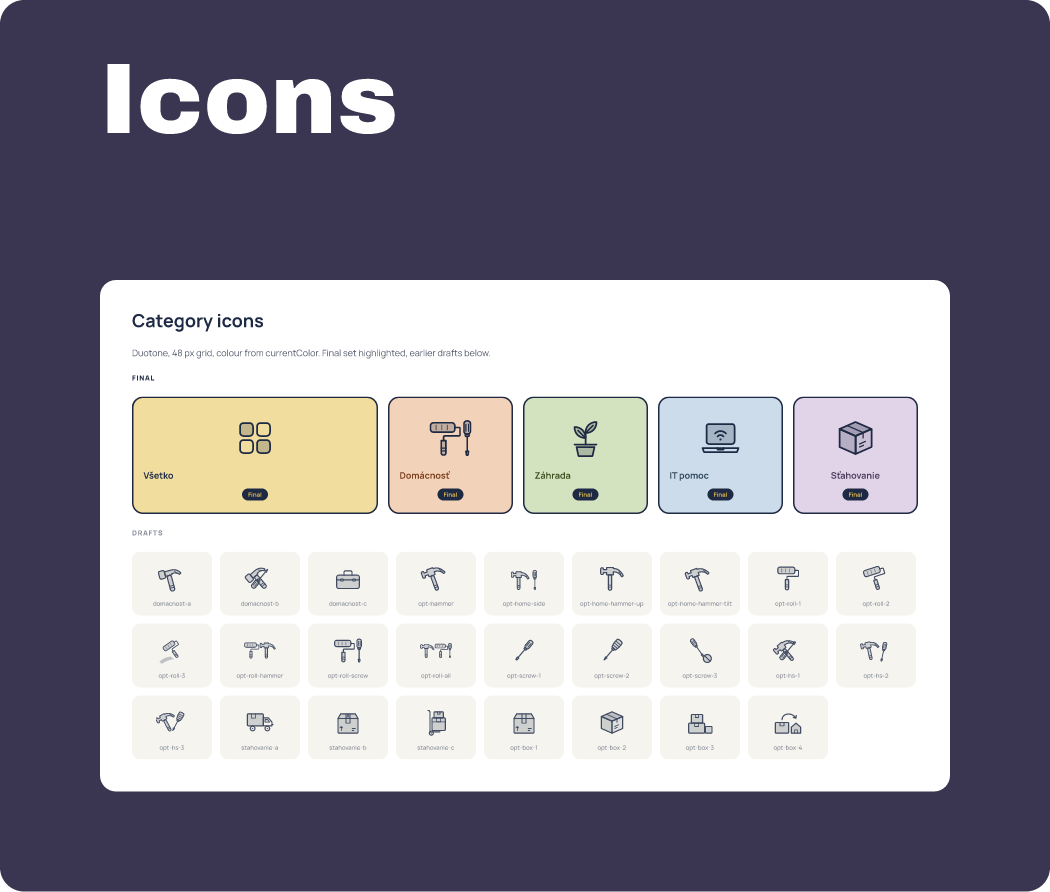 Icons
Category icons
Duotone, 48 px grid, colour from currentColor. Final set highlighted, earlier drafts below.
FINAL
Všetko
Final
Domácnosť
Final
Záhrada
Final
IT pomoc
Final
Sťahovanie
Final
DRAFTS
domacnost-a
domacnost-b
domacnost-c
opt-hammer
opt-home-side
opt-home-hammer-up
opt-home-hammer-tilt
opt-roll-1
opt-roll-2
opt-roll-3
opt-roll-hammer
opt-roll-screw
opt-roll-all
opt-screw-1
opt-screw-2
opt-screw-3
opt-hs-1
opt-hs-2
opt-hs-3
stahovanie-a
stahovanie-b
stahovanie-c
opt-box-1
opt-box-2
opt-box-3
opt-box-4